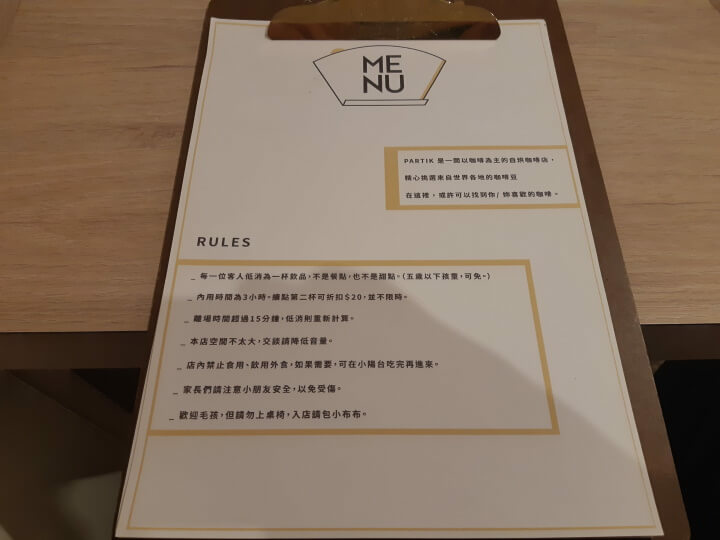 ME
NU
PARTIK 是一間以咖啡為主的自烘咖啡店，
精心挑選來自世界各地的咖啡豆
在這裡，或許可以找到你/ 妳喜歡的咖啡。
RULES
_ 每一位客人低消為一杯飲品，不是餐點，也不是甜點。(五歲以下孩童，可免。)
_ 內用時間為3小時。續點第二杯可折扣$20，並不限時。
_ 離場時間超過15分鐘，低消則重新計算。
_ 本店空間不太大，交談請降低音量。
_ 店內禁止食用、飲用外食，如果需要，可在小陽台吃完再進來。
_ 家長們請注意小朋友安全，以免受傷。
_ 歡迎毛孩，但請勿上桌椅，入店請包小布布。